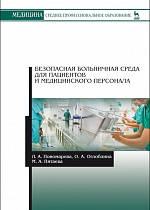 МЕДИЦИНА
СРЕДНЕЕ ПРОФЕССИОНАЛЬНОЕ ОБРАЗОВАНИЕ
БЕЗОПАСНАЯ БОЛЬНИЧНАЯ СРЕДА
ДЛЯ ПАЦИЕНТОВ
И МЕДИЦИНСКОГО ПЕРСОНАЛА
Л. А. Пономарева, О. А. Оглоблина
М. А. Пятаева